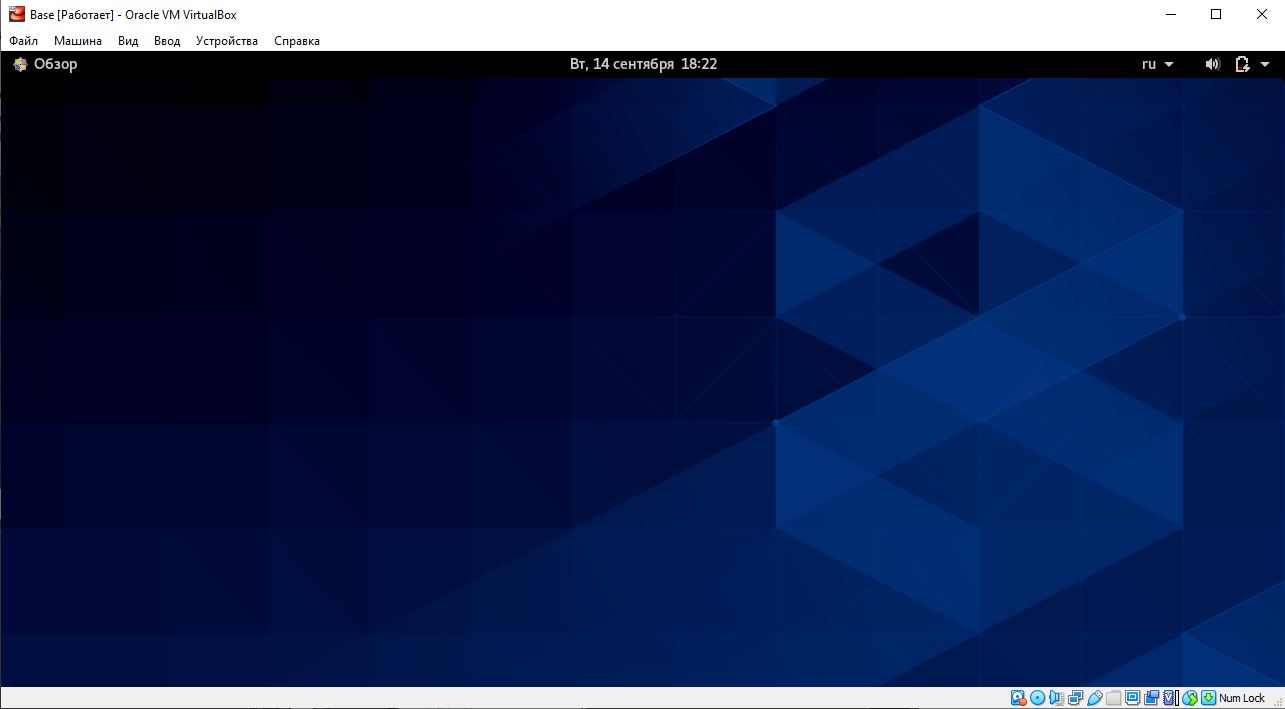 Base [Работает] - Oracle VM VirtualBox
Файл Машина Вид Ввод Устройства Справка
Обзор Вт, 14 сентября 18:22 ru
Num Lock